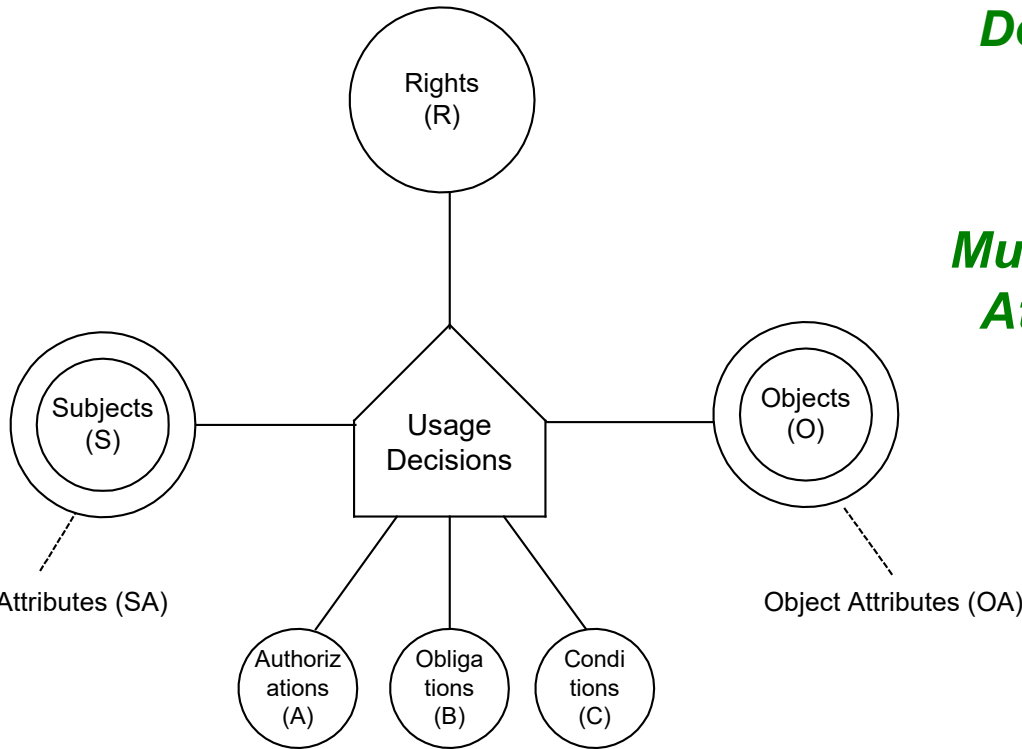 Rights
(R)
Subjects
(S)
Usage
Decisions
Objects
(O)
Attributes (SA)
Object Attributes (OA)
Authoriz
ations
(A)
Obliga
tions
(B)
Condi
tions
(C)